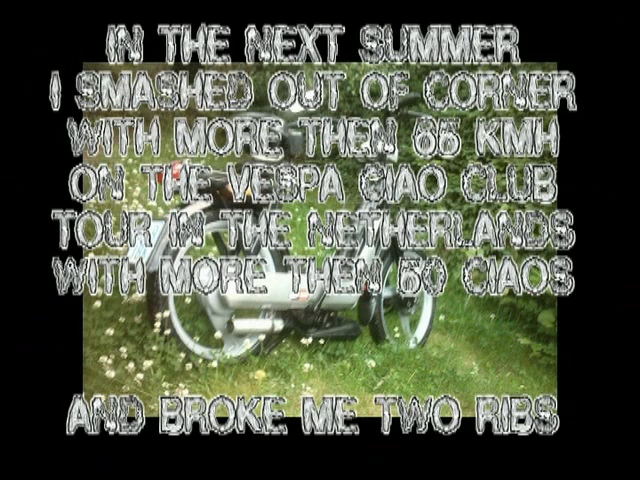 IN THE NEXT SUMMER
I SMASHED OUT OF CORNER
WITH MORE THEN 65 KMH
ON THE VESPA CIAO CLUB
TOUR IN THE NETHERLANDS
WITH MORE THEN 50 CIAOS
AND BROKE ME TWO RIBS